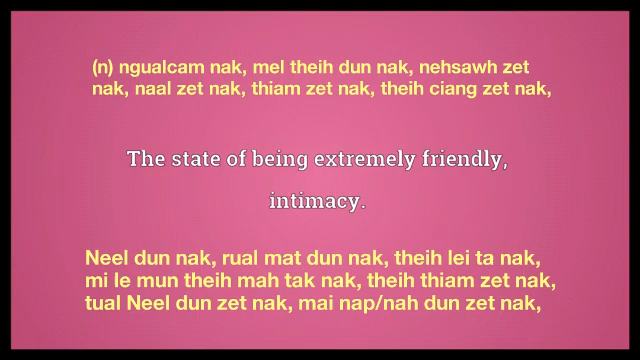 (n) ngualcam nak, mel theih dun nak, nehsawh zet
nak, naal zet nak, thiam zet nak, theih ciang zet nak,
The state of being extremely friendly,
intimacy.
Neel dun nak, rual mat dun nak, theih lei ta nak,
mi le mun theih mah tak nak, theih thiam zet nak,
tual Neel dun zet nak, mai nap/nah dun zet nak,